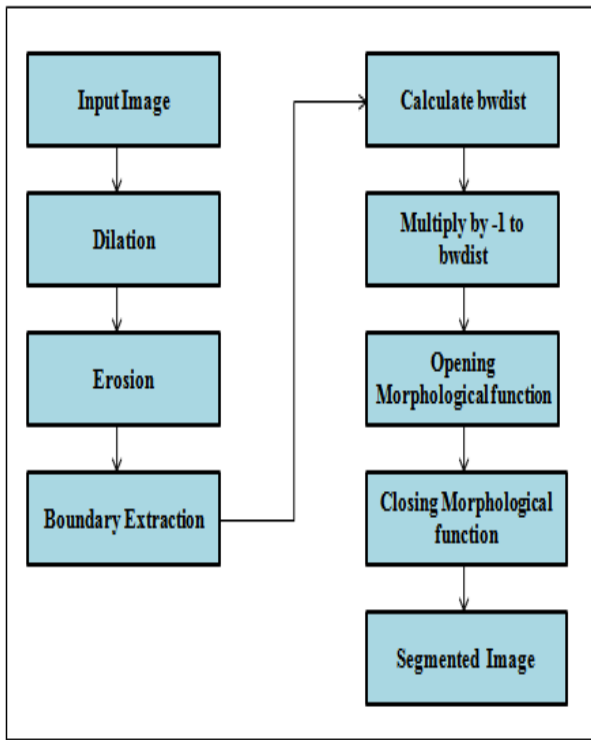 Input Image
Dilation
Erosion
Boundary Extraction
Calculate bwdist
Multiply by -1 to
bwdist
Opening
Morphological function
Closing Morphological
function
Segmented Image